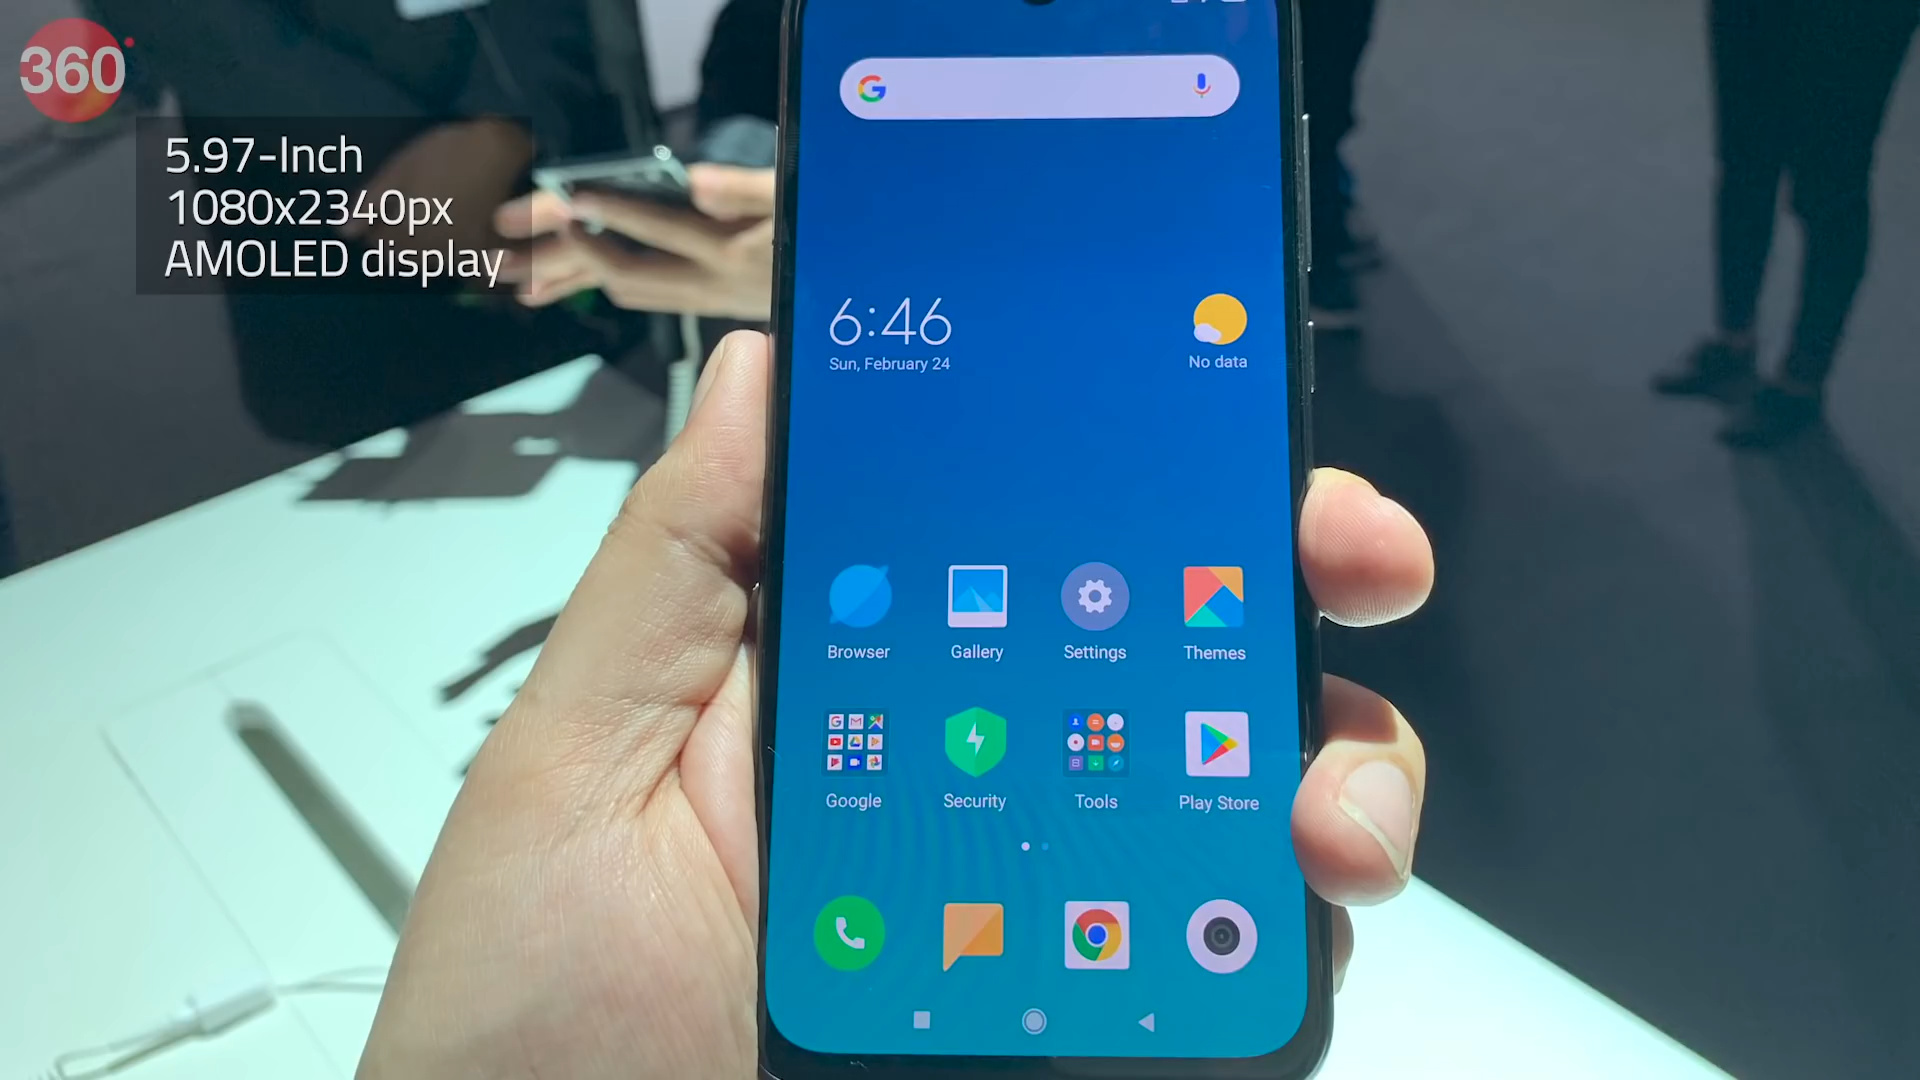 360
5.97-Inch
1080x2340px
AMOLED display
6:46
Sun, February 24
No data
Browser
Gallery
Settings
Themes
Google
Security
Tools
Play Store